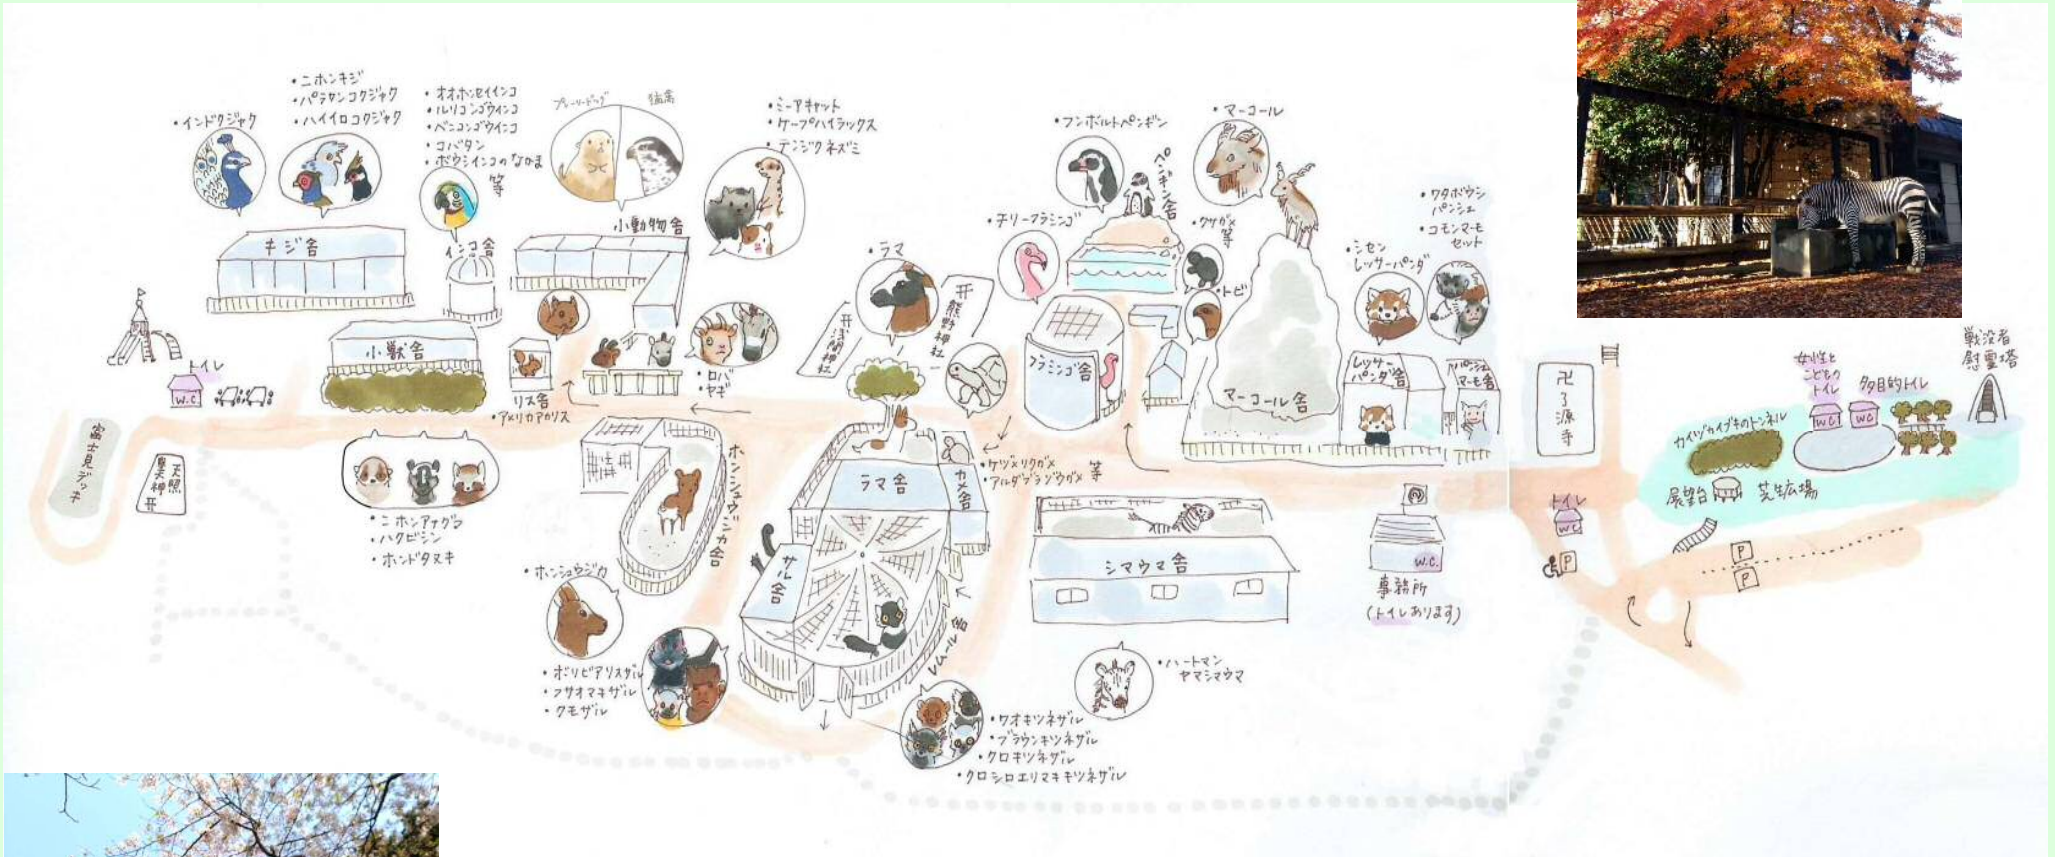 ・インドクジャク
・ニホンキジ
・パラワンコクジャク
・ハイイロコクジャク
・オオホンセイインコ
・ルリコンゴウインコ
・ベニコンゴウインコ
・コバタン
・ボウシインコのなかま
等
プレーリードッグ
猛禽
・ミーアキャット
・ケープハイラックス
・テンジクネズミ
・フンボルトペンギン
・マーコール
キジ舎
インコ舎
小動物舎
・ラマ
・チリーフラミンゴ
ペンギン舎
・クサガメ
等
・トビ
・シセン
レッサーパンダ
・ワタボウシ
パンシェ
・コモンマーモ
セット
小獣舎
リス舎
・アメリカアカリス
・ロバ
・ヤギ
开浅間神社
开熊野神社
フラミンゴ舎
マーコール舎
レッサー
パンダ舎
パンシェ
マーモ舎
卍了源寺
トイレ
W.C.
富士見デッキ
天照
皇大神
开
・ニホンアナグマ
・ハクビシン
・ホンドタヌキ
ホンシュウジカ舎
・ホンシュウジカ
ラマ舎
カメ舎
・ケヅメリクガメ
・アルダブラゾウガメ 等
サル舎
レムール舎
・ボリビアリスザル
・フサオマキザル
・クモザル
・ワオキツネザル
・ブラウンキツネザル
・クロキツネザル
・クロシロエリマキキツネザル
シマウマ舎
・ハートマン
ヤマシマウマ
W.C.
事務所
(トイレあります)
トイレ
WC
P
P
P
カイヅカイブキのトンネル
展望台
芝生広場
女性と
こどもの
トイレ
WC
多目的トイレ
WC
戦没者
慰霊塔